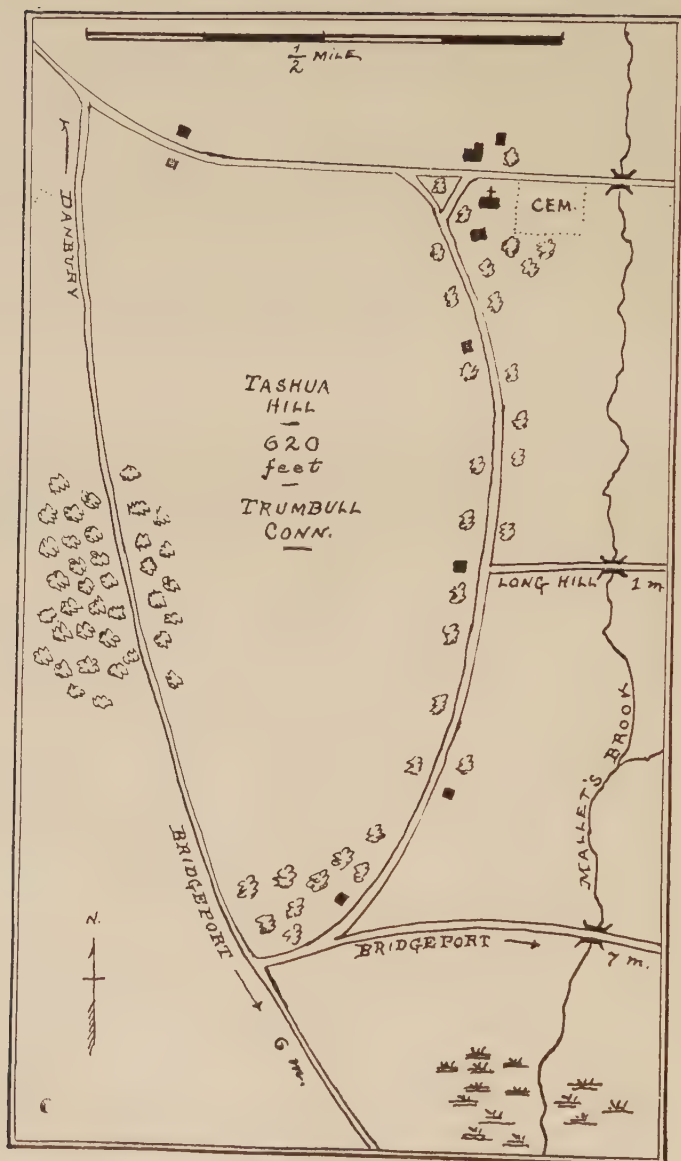 ½ MILE
← DANBURY
CEM.
TASHUA
HILL
—
620
feet
—
TRUMBULL
CONN.
—
LONG HILL 1 m
MALLET'S BROOK
BRIDGEPORT → 6 m.
BRIDGEPORT → 7 m.
N.